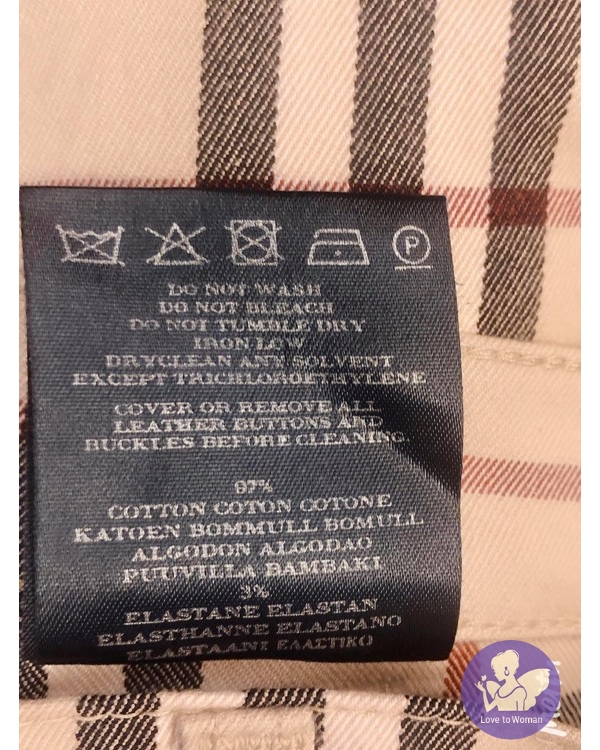 P
DO NOT WASH
DO NOT BLEACH
DO NOT TUMBLE DRY
IRON LOW
DRYCLEAN ANY SOLVENT
EXCEPT TRICHLOROETHYLENE
COVER OR REMOVE ALL
LEATHER BUTTONS AND
BUCKLES BEFORE CLEANING.
97%
COTTON COTON COTONE
KATOEN BOMMULL BOMULL
ALGODON ALGODAO
PUUVILLA BAMBAKI
3%
ELASTANE ELASTAN
ELASTHANNE ELASTANO
ELASTAANI ΕΛΑΣΤΙΚΟ
Love to Woman